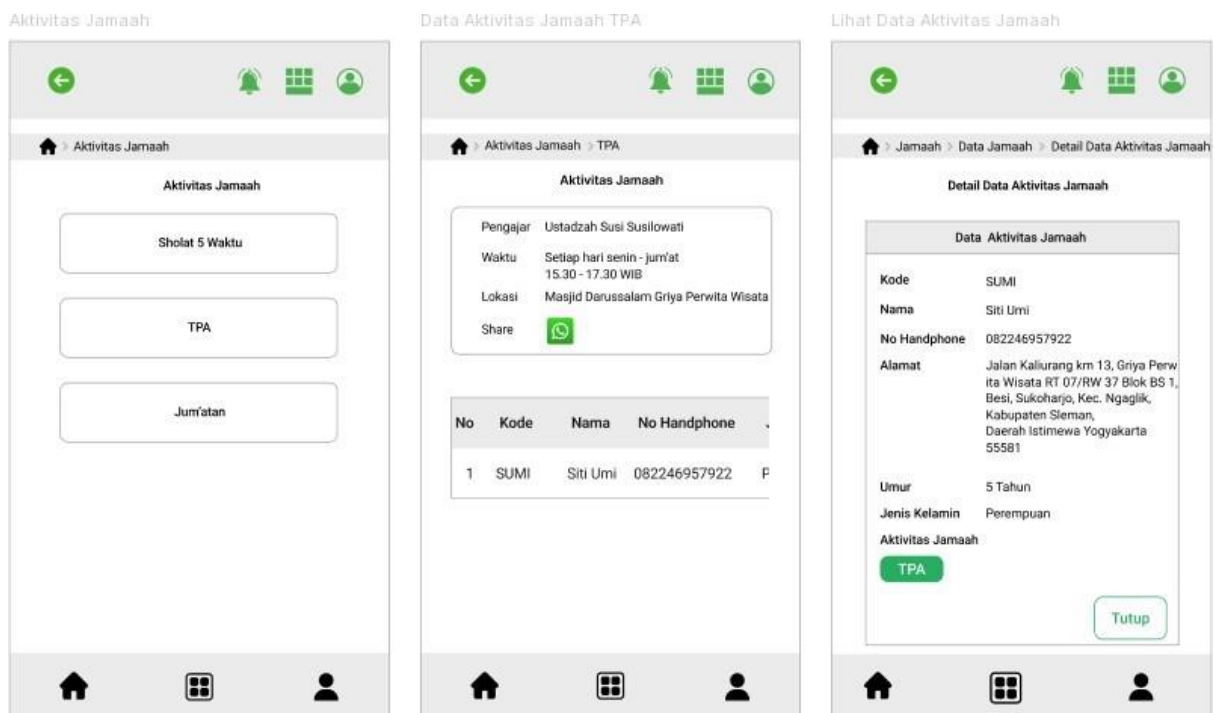 Aktivitas Jamaah
Aktivitas Jamaah
Aktivitas Jamaah
Sholat 5 Waktu
TPA
Jum'atan
Data Aktivitas Jamaah TPA
Aktivitas Jamaah > TPA
Aktivitas Jamaah
Pengajar Ustadzah Susi Susilowati
Waktu Setiap hari senin - jum'at
15.30 - 17.30 WIB
Lokasi Masjid Darussalam Griya Perwita Wisata
Share
No Kode Nama No Handphone J
1 SUMI Siti Umi 082246957922 P
Lihat Data Aktivitas Jamaah
Jamaah > Data Jamaah > Detail Data Aktivitas Jamaah
Detail Data Aktivitas Jamaah
Data Aktivitas Jamaah
Kode SUMI
Nama Siti Umi
No Handphone 082246957922
Alamat Jalan Kaliurang km 13, Griya Perw
ita Wisata RT 07/RW 37 Blok BS 1,
Besi, Sukoharjo, Kec. Ngaglik,
Kabupaten Sleman,
Daerah Istimewa Yogyakarta
55581
Umur 5 Tahun
Jenis Kelamin Perempuan
Aktivitas Jamaah
TPA
Tutup